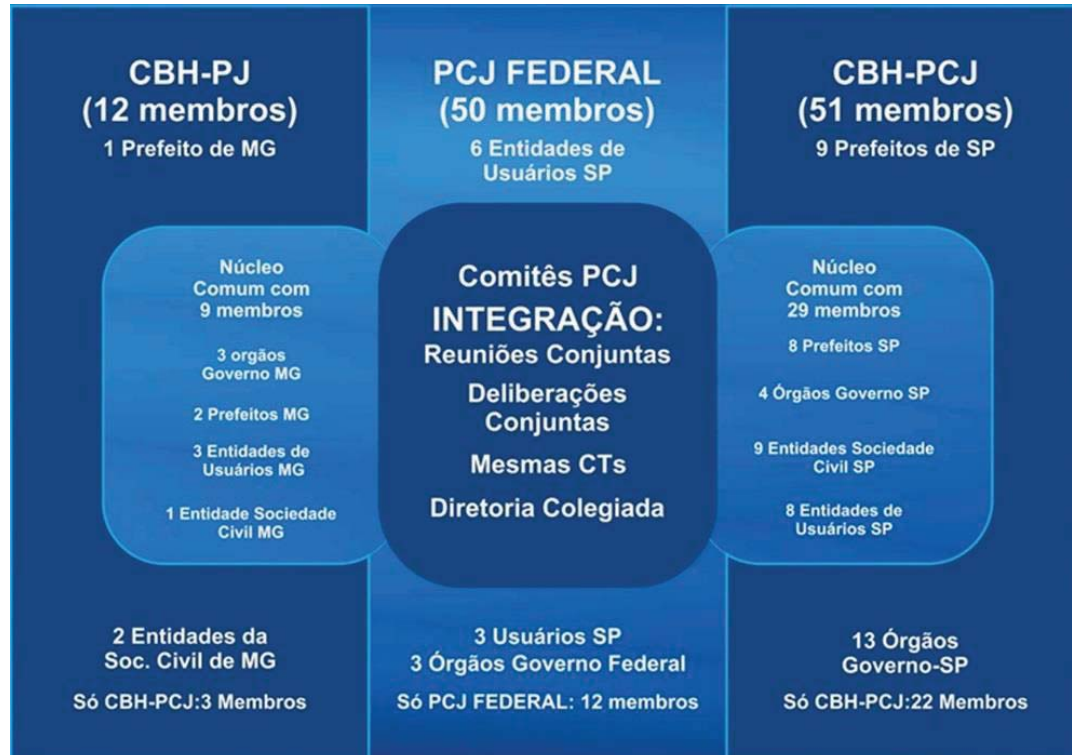 CBH-PJ
(12 membros)
1 Prefeito de MG
Núcleo
Comum com
9 membros
3 orgãos
Governo MG
2 Prefeitos MG
3 Entidades de
Usuários MG
1 Entidade Sociedade
Civil MG
2 Entidades da
Soc. Civil de MG
Só CBH-PCJ:3 Membros
PCJ FEDERAL
(50 membros)
6 Entidades de
Usuários SP
Comitês PCJ
INTEGRAÇÃO:
Reuniões Conjuntas
Deliberações
Conjuntas
Mesmas CTs
Diretoria Colegiada
3 Usuários SP
3 Órgãos Governo Federal
Só PCJ FEDERAL: 12 membros
CBH-PCJ
(51 membros)
9 Prefeitos de SP
Núcleo
Comum com
29 membros
8 Prefeitos SP
4 Órgãos Governo SP
9 Entidades Sociedade
Civil SP
8 Entidades de
Usuários SP
13 Órgãos
Governo-SP
Só CBH-PCJ:22 Membros